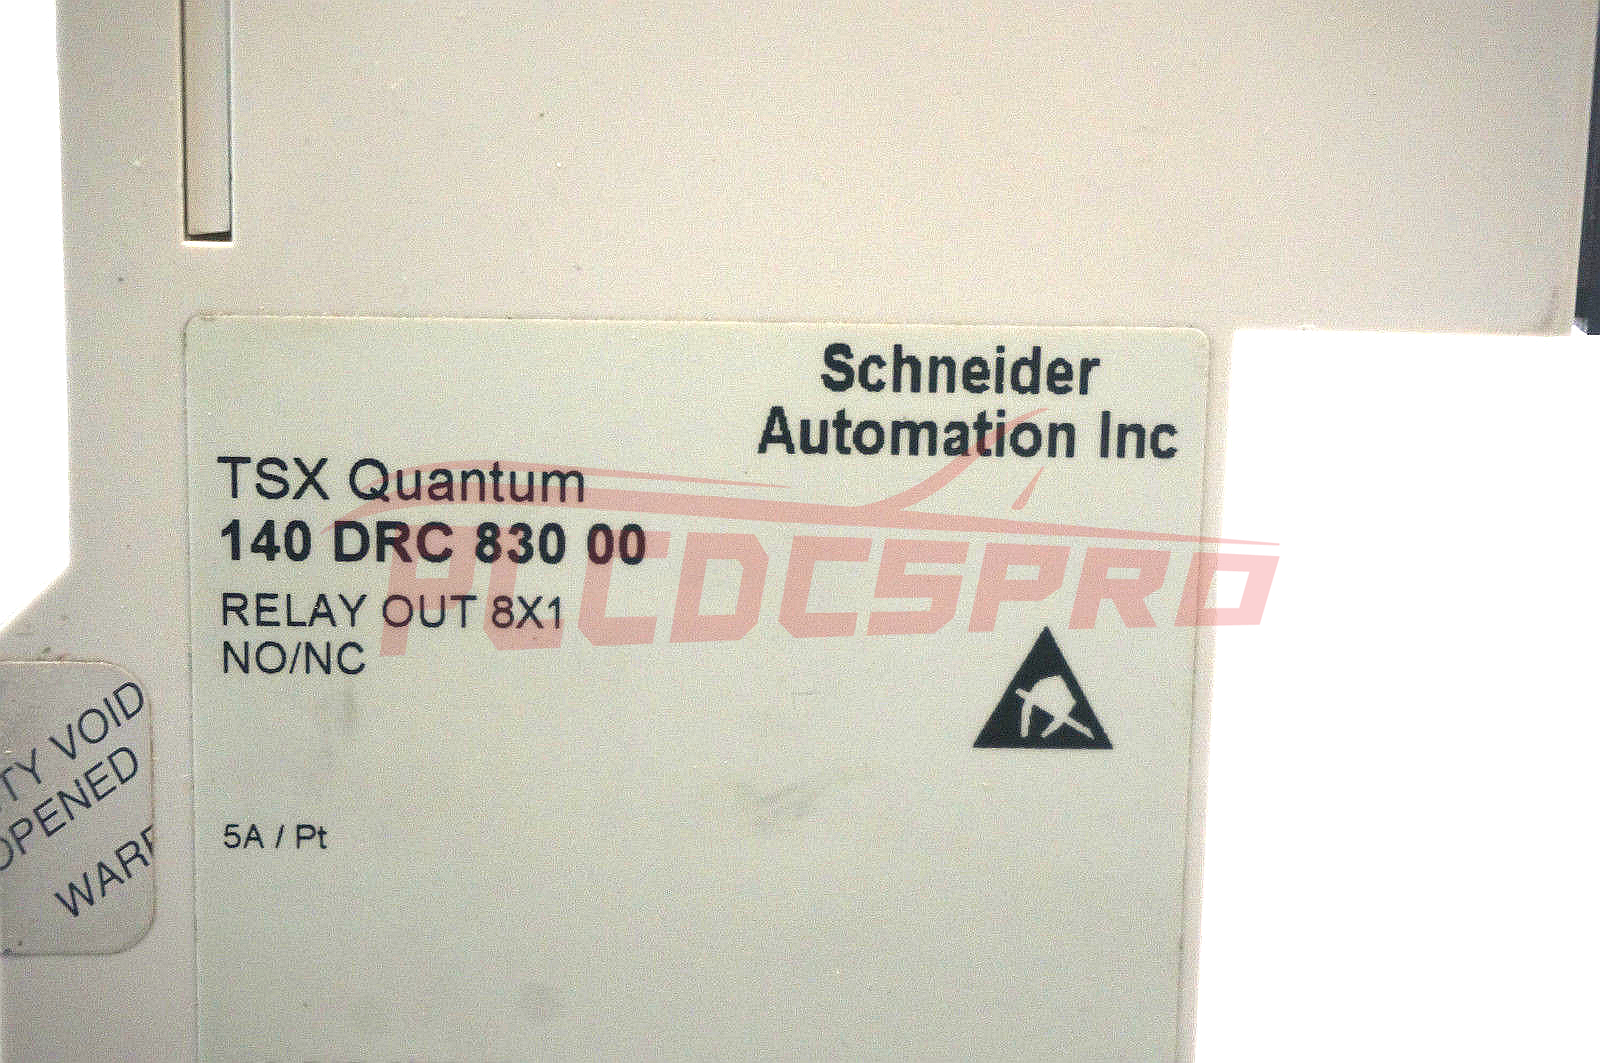 Schneider
Automation Inc
TSX Quantum
140 DRC 830 00
RELAY OUT 8X1
NO/NC
5A / Pt
PLCDCSPRO
TY VOID
OPENED
WARR